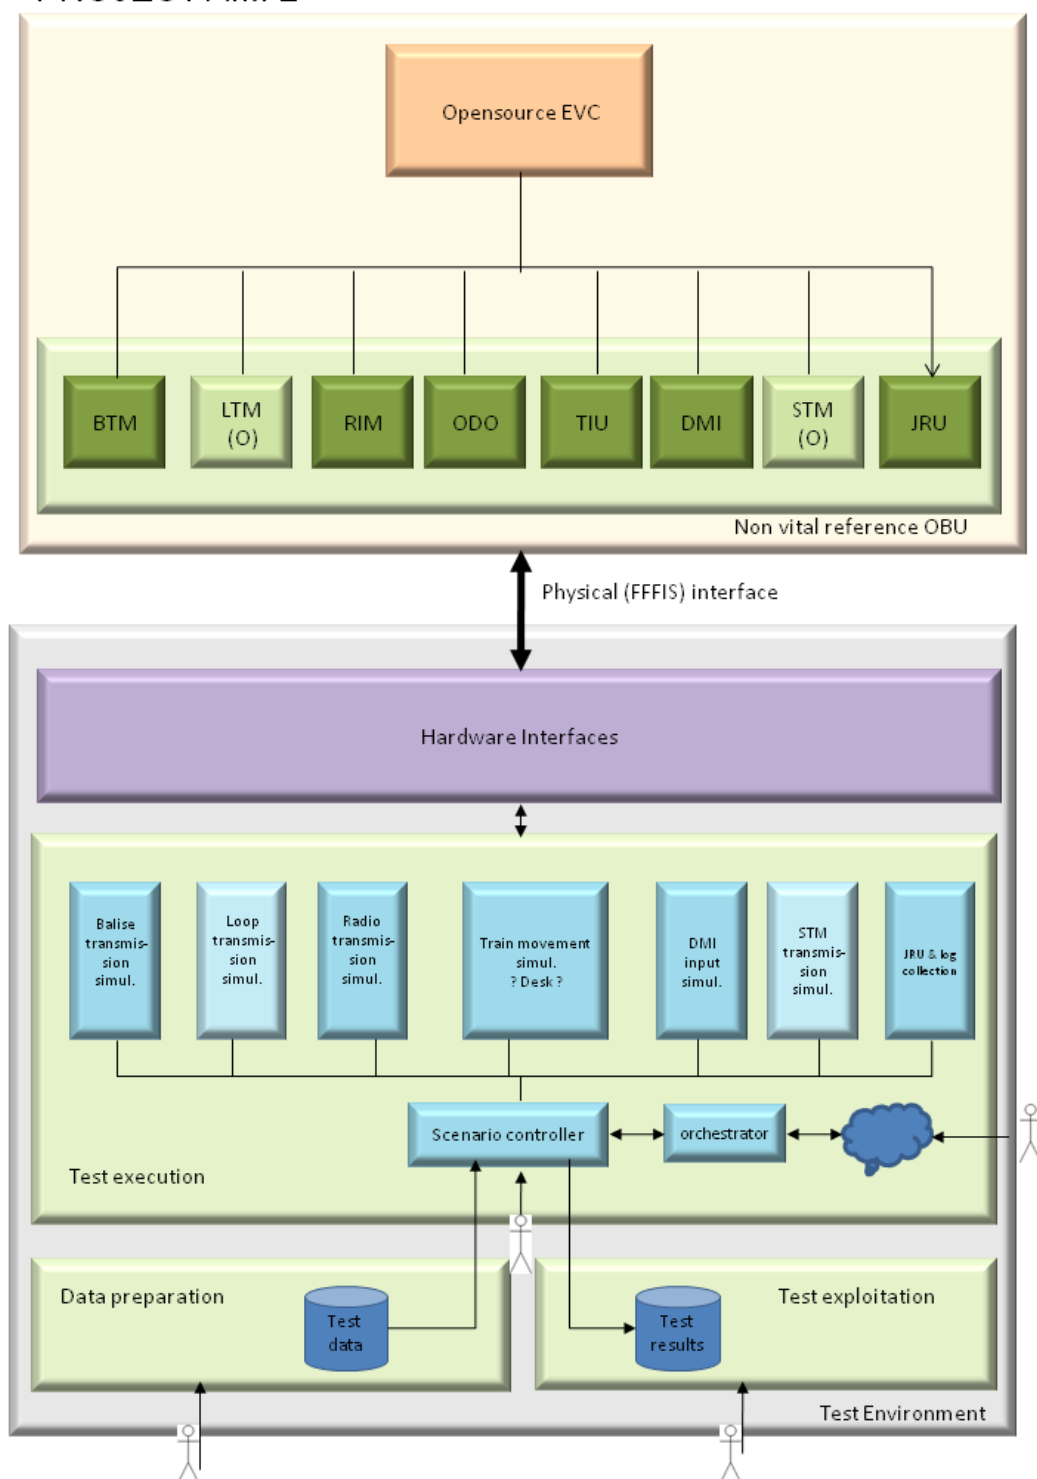 Opensource EVC
BTM
LTM
(O)
RIM
ODO
TIU
DMI
STM
(O)
JRU
Non vital reference OBU
Physical (FFFIS) interface
Hardware Interfaces
Balise
transmis-
sion
simul.
Loop
transmis-
sion
simul.
Radio
transmis-
sion
simul.
Train movement
simul.
? Desk ?
DMI
input
simul.
STM
transmis-
sion
simul.
JRU & log
collection
Scenario controller
orchestrator
Test execution
Data preparation
Test
data
Test
results
Test exploitation
Test Environment